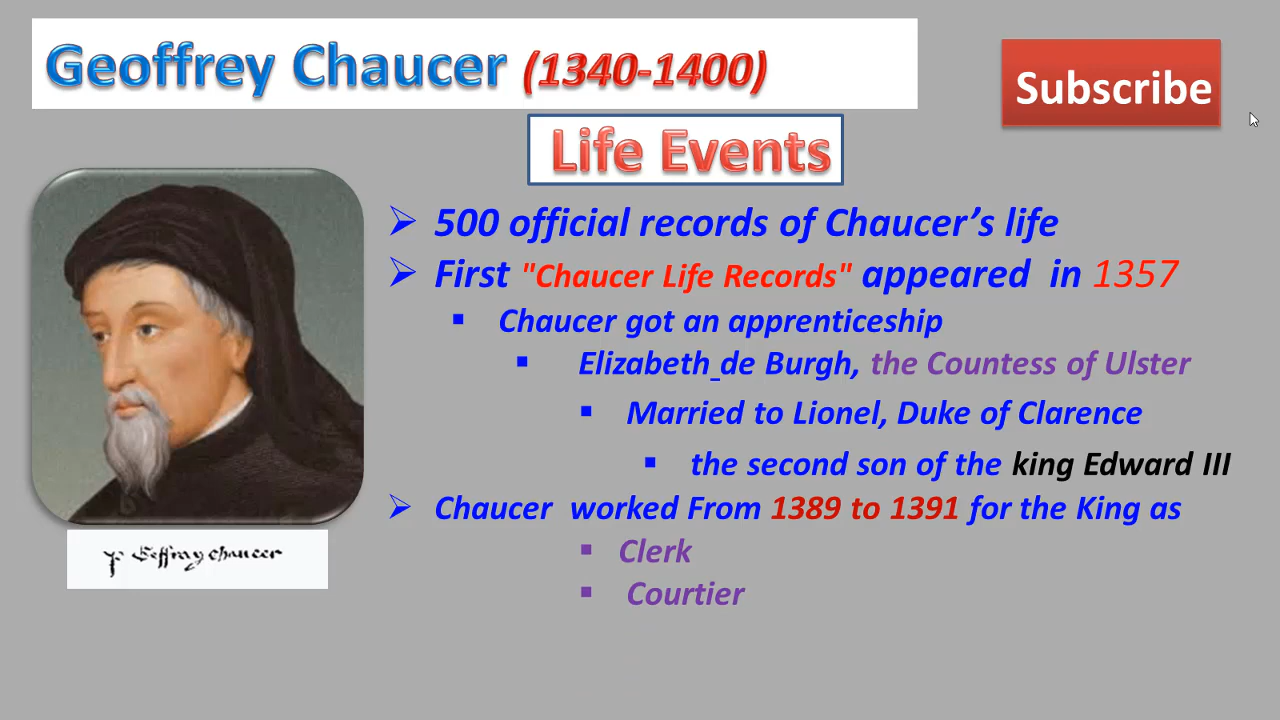 Geoffrey Chaucer (1340-1400)
Subscribe
Life Events
➢ 500 official records of Chaucer’s life
➢ First "Chaucer Life Records" appeared in 1357
▪ Chaucer got an apprenticeship
▪ Elizabeth de Burgh, the Countess of Ulster
▪ Married to Lionel, Duke of Clarence
▪ the second son of the king Edward III
➢ Chaucer worked From 1389 to 1391 for the King as
▪ Clerk
▪ Courtier
Geffray chaucer